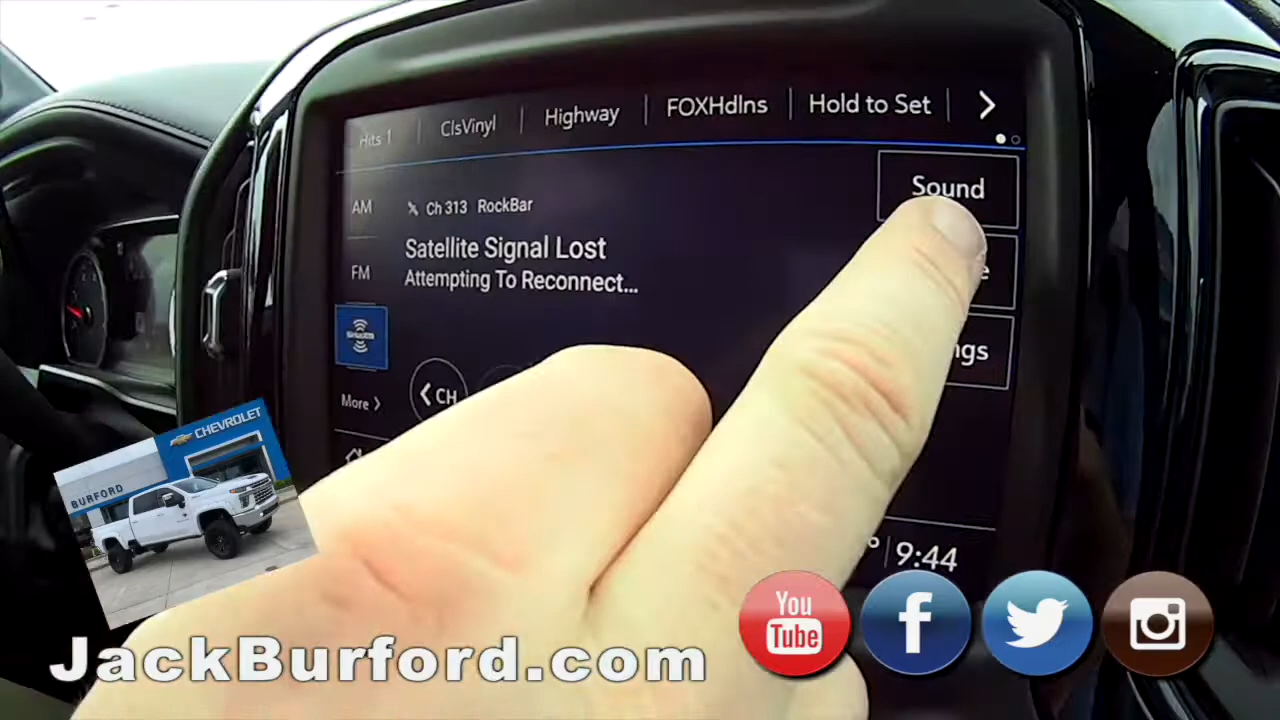 Hits 1
ClsVinyl
Highway
FOXHdlns
Hold to Set
AM
Ch 313 RockBar
Sound
Satellite Signal Lost
FM
Attempting To Reconnect...
SiriusXM
More
CH
9:44
CHEVROLET
BURFORD
JackBurford.com
You
Tube